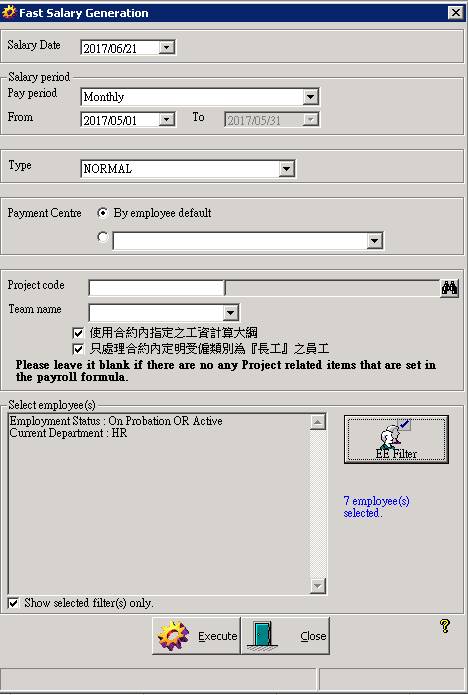 Fast Salary Generation
Salary Date 2017/06/21
Salary period
Pay period Monthly
From 2017/05/01 To 2017/05/31
Type NORMAL
Payment Centre By employee default
Project code
Team name
使用合約內指定之工資計算大綱
只處理合約內定明受僱類別為『長工』之員工
Please leave it blank if there are no any Project related items that are set in
the payroll formula.
Select employee(s)
Employment Status : On Probation OR Active
Current Department : HR
EE Filter
7 employee(s)
selected.
Show selected filter(s) only.
Execute Close
?